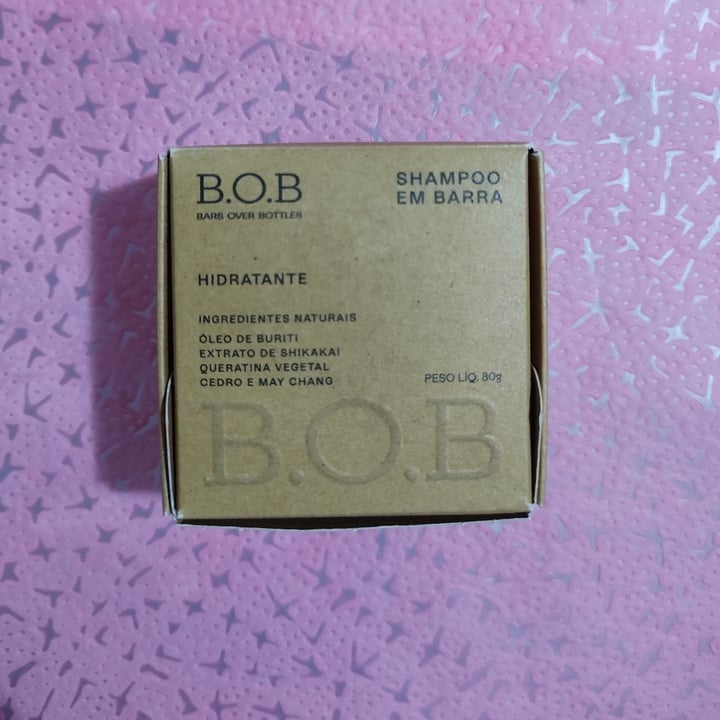 B.O.B
BARS OVER BOTTLES
SHAMPOO
EM BARRA
HIDRATANTE
INGREDIENTES NATURAIS
ÓLEO DE BURITI
EXTRATO DE SHIKAKAI
QUERATINA VEGETAL
CEDRO E MAY CHANG
PESO LÍQ. 80g
B.O.B